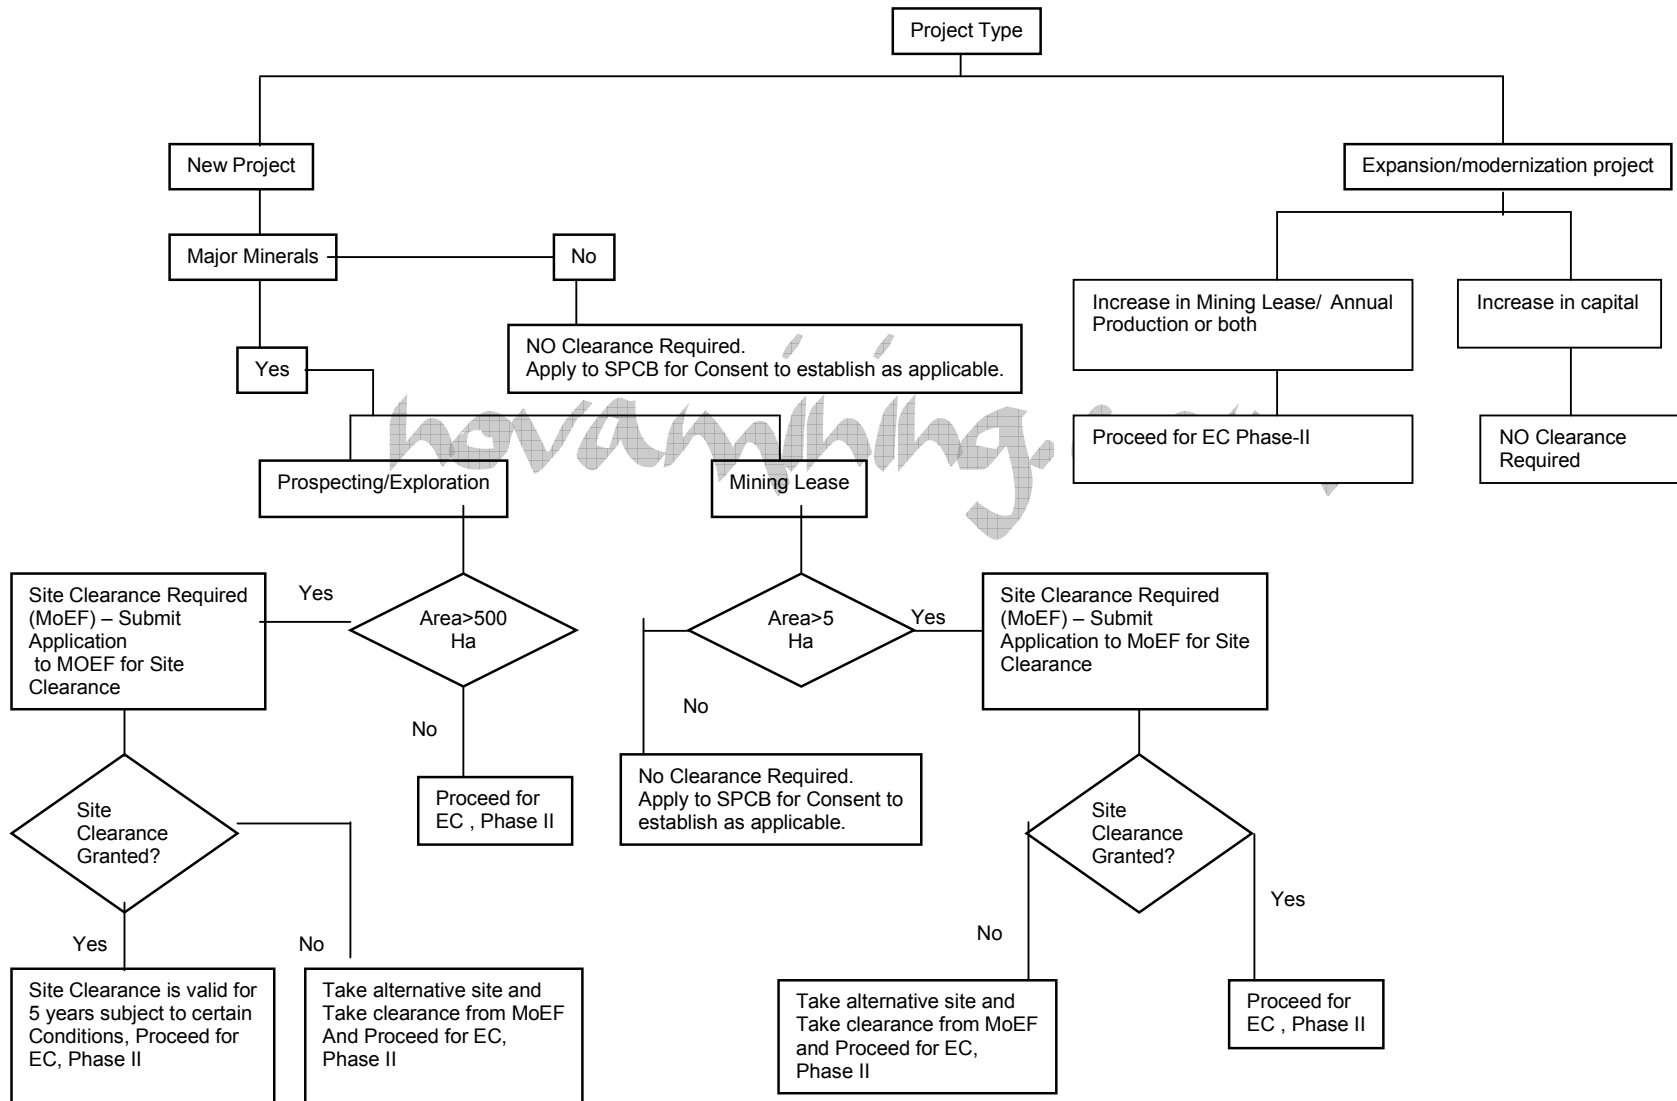 Project Type
New Project
Expansion/modernization project
Major Minerals
No
Increase in Mining Lease/ Annual
Production or both
Increase in capital
NO Clearance Required.
Apply to SPCB for Consent to establish as applicable.
Yes
Proceed for EC Phase-II
NO Clearance
Required
Prospecting/Exploration
Mining Lease
Site Clearance Required
(MoEF) – Submit
Application
to MOEF for Site
Clearance
Yes
Area>500
Ha
Area>5
Ha
Yes
Site Clearance Required
(MoEF) – Submit
Application to MoEF for Site
Clearance
No
No
Proceed for
EC , Phase II
No Clearance Required.
Apply to SPCB for Consent to
establish as applicable.
Site
Clearance
Granted?
Site
Clearance
Granted?
Yes
No
No
Yes
Site Clearance is valid for
5 years subject to certain
Conditions, Proceed for
EC, Phase II
Take alternative site and
Take clearance from MoEF
And Proceed for EC,
Phase II
Take alternative site and
Take clearance from MoEF
and Proceed for EC,
Phase II
Proceed for
EC , Phase II